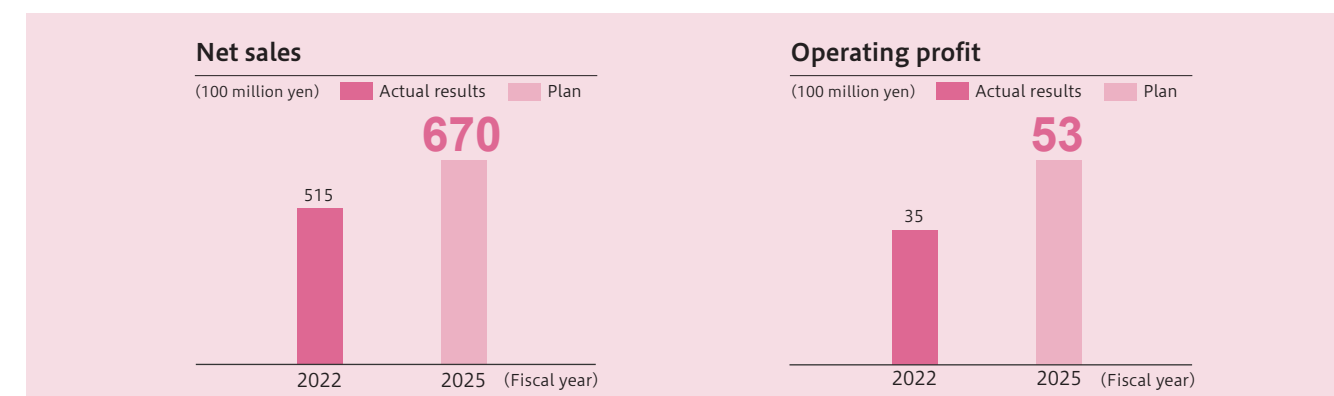 Net sales
(100 million yen) Actual results Plan
670
515
2022 2025 (Fiscal year)
Operating profit
(100 million yen) Actual results Plan
53
35
2022 2025 (Fiscal year)